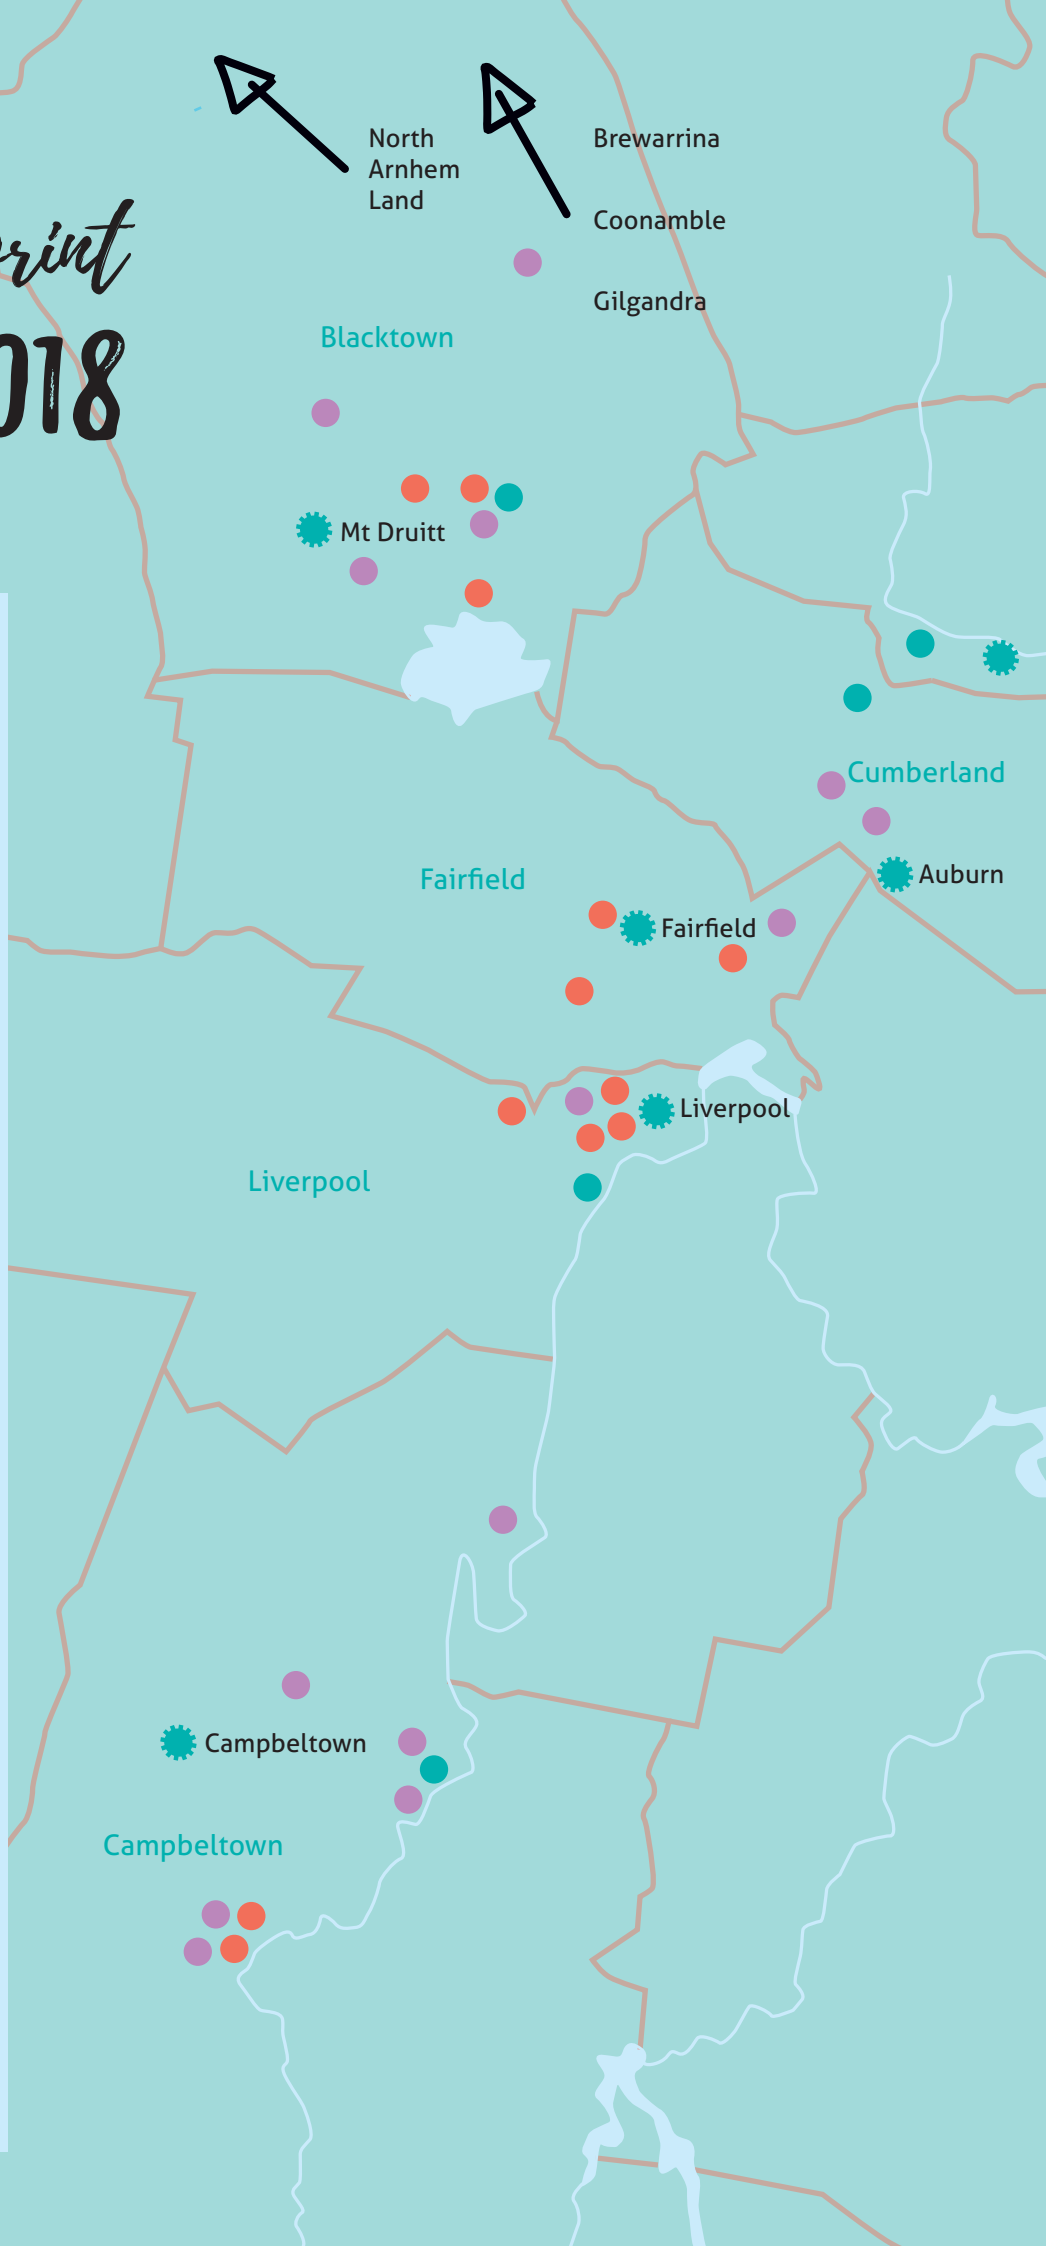 North
Arnhem
Land
Brewarrina
Coonamble
Gilgandra
Blacktown
Mt Druitt
Cumberland
Auburn
Fairfield
Fairfield
Liverpool
Liverpool
Campbeltown
Campbeltown